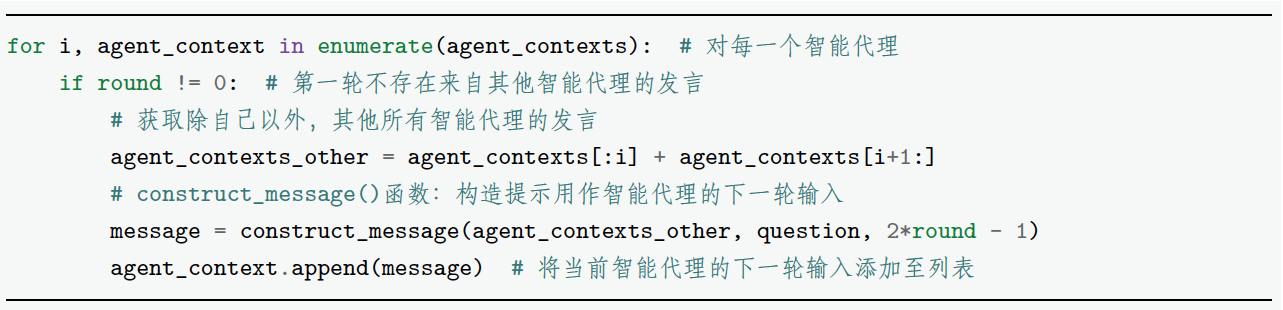 for i, agent_context in enumerate(agent_contexts):  # 对每一个智能代理
    if round != 0:  # 第一轮不存在来自其他智能代理的发言
        # 获取除自己以外，其他所有智能代理的发言
        agent_contexts_other = agent_contexts[:i] + agent_contexts[i+1:]
        # construct_message()函数：构造提示用作智能代理的下一轮输入
        message = construct_message(agent_contexts_other, question, 2*round - 1)
        agent_context.append(message)  # 将当前智能代理的下一轮输入添加至列表